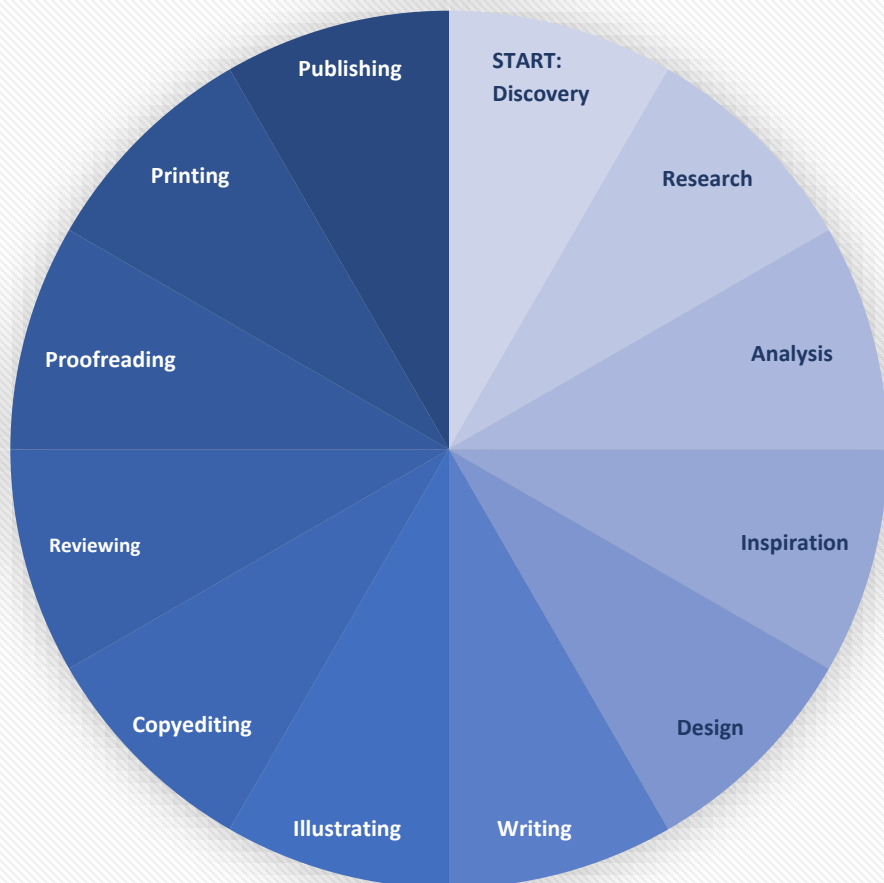 START:
Discovery
Research
Analysis
Inspiration
Design
Writing
Illustrating
Copyediting
Reviewing
Proofreading
Printing
Publishing